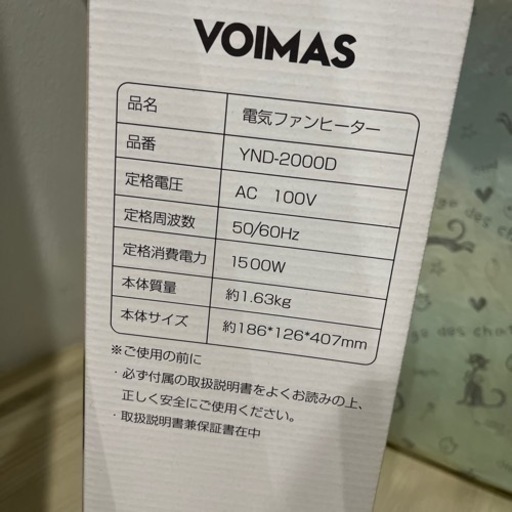 VOIMAS
品名 電気ファンヒーター
品番 YND-2000D
定格電圧 AC 100V
定格周波数 50/60Hz
定格消費電力 1500W
本体質量 約1.63kg
本体サイズ 約186*126*407mm
※ご使用の前に
・必ず付属の取扱説明書をよくお読みの上、
正しく安全にご使用ください。
・取扱説明書兼保証書在中